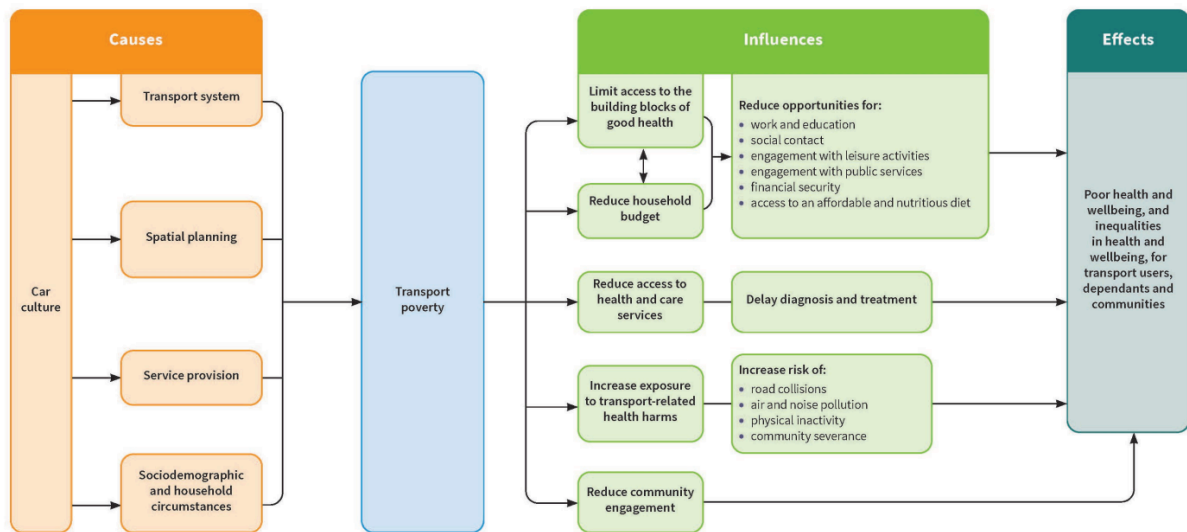 Causes
Influences
Effects
Car
culture
Transport system
Spatial planning
Service provision
Sociodemographic
and household
circumstances
Transport
poverty
Limit access to the
building blocks of
good health
Reduce household
budget
Reduce opportunities for:
• work and education
• social contact
• engagement with leisure activities
• engagement with public services
• financial security
• access to an affordable and nutritious diet
Reduce access to
health and care
services
Delay diagnosis and treatment
Increase exposure
to transport-related
health harms
Increase risk of:
• road collisions
• air and noise pollution
• physical inactivity
• community severance
Reduce community
engagement
Poor health and
wellbeing, and
inequalities
in health and
wellbeing, for
transport users,
dependants and
communities